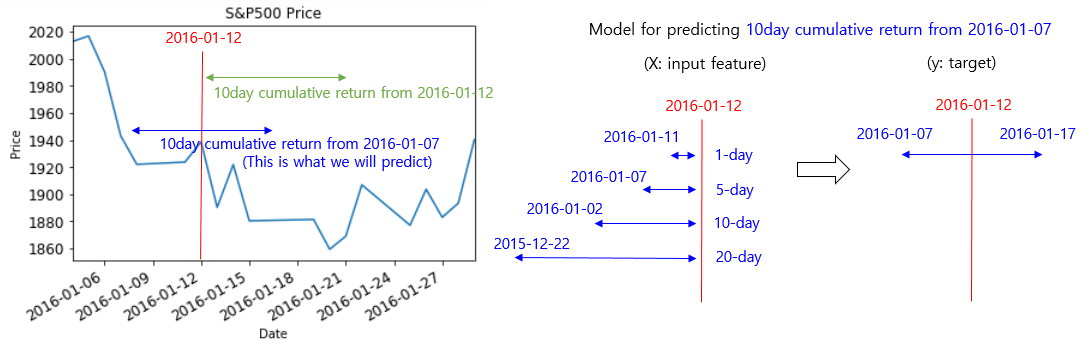 S&P500 Price
2016-01-12
10day cumulative return from 2016-01-12
10day cumulative return from 2016-01-07
(This is what we will predict)
Price
2020
2000
1980
1960
1940
1920
1900
1880
1860
2016-01-06
2016-01-09
2016-01-12
2016-01-15
2016-01-18
2016-01-21
2016-01-24
2016-01-27
Date
Model for predicting 10day cumulative return from 2016-01-07
(X: input feature)
(y: target)
2016-01-12
2016-01-11
1-day
2016-01-07
5-day
2016-01-02
10-day
2015-12-22
20-day
2016-01-12
2016-01-07
2016-01-17